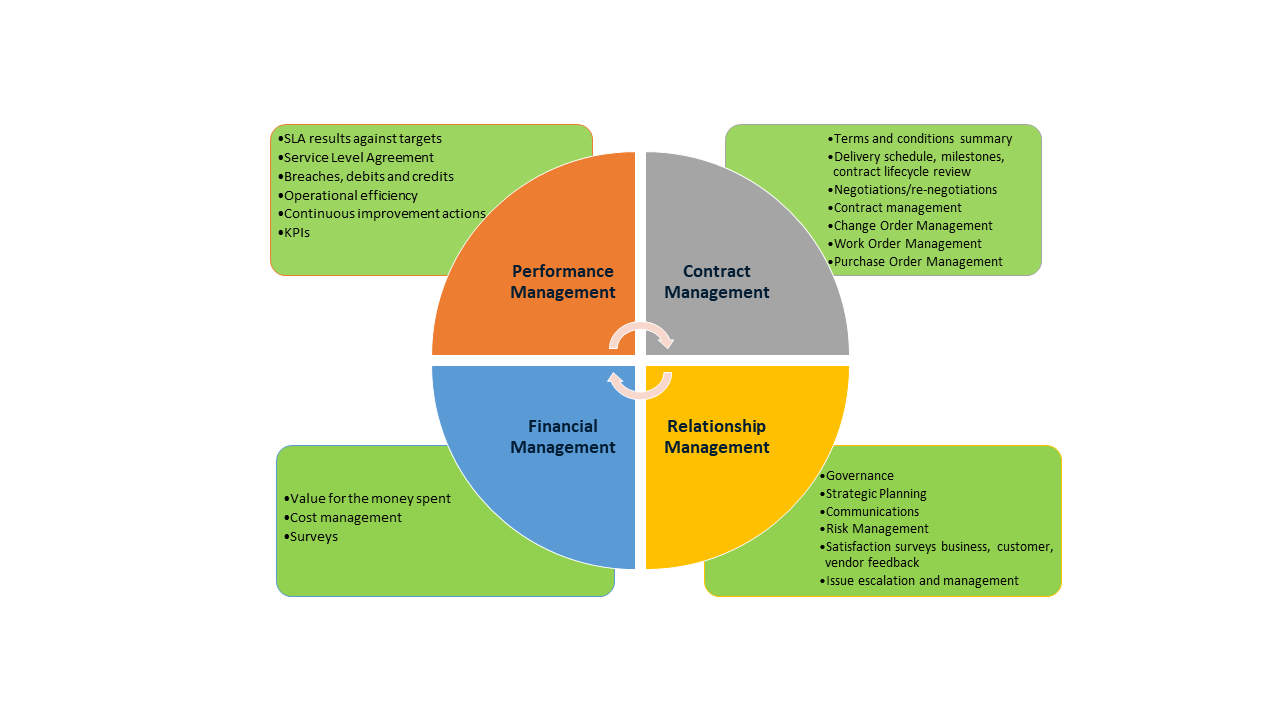 •SLA results against targets
•Service Level Agreement
•Breaches, debits and credits
•Operational efficiency
•Continuous improvement actions
•KPIs
•Terms and conditions summary
•Delivery schedule, milestones,
contract lifecycle review
•Negotiations/re-negotiations
•Contract management
•Change Order Management
•Work Order Management
•Purchase Order Management
Performance
Management
Contract
Management
Financial
Management
Relationship
Management
•Value for the money spent
•Cost management
•Surveys
•Governance
•Strategic Planning
•Communications
•Risk Management
•Satisfaction surveys business, customer,
vendor feedback
•Issue escalation and management